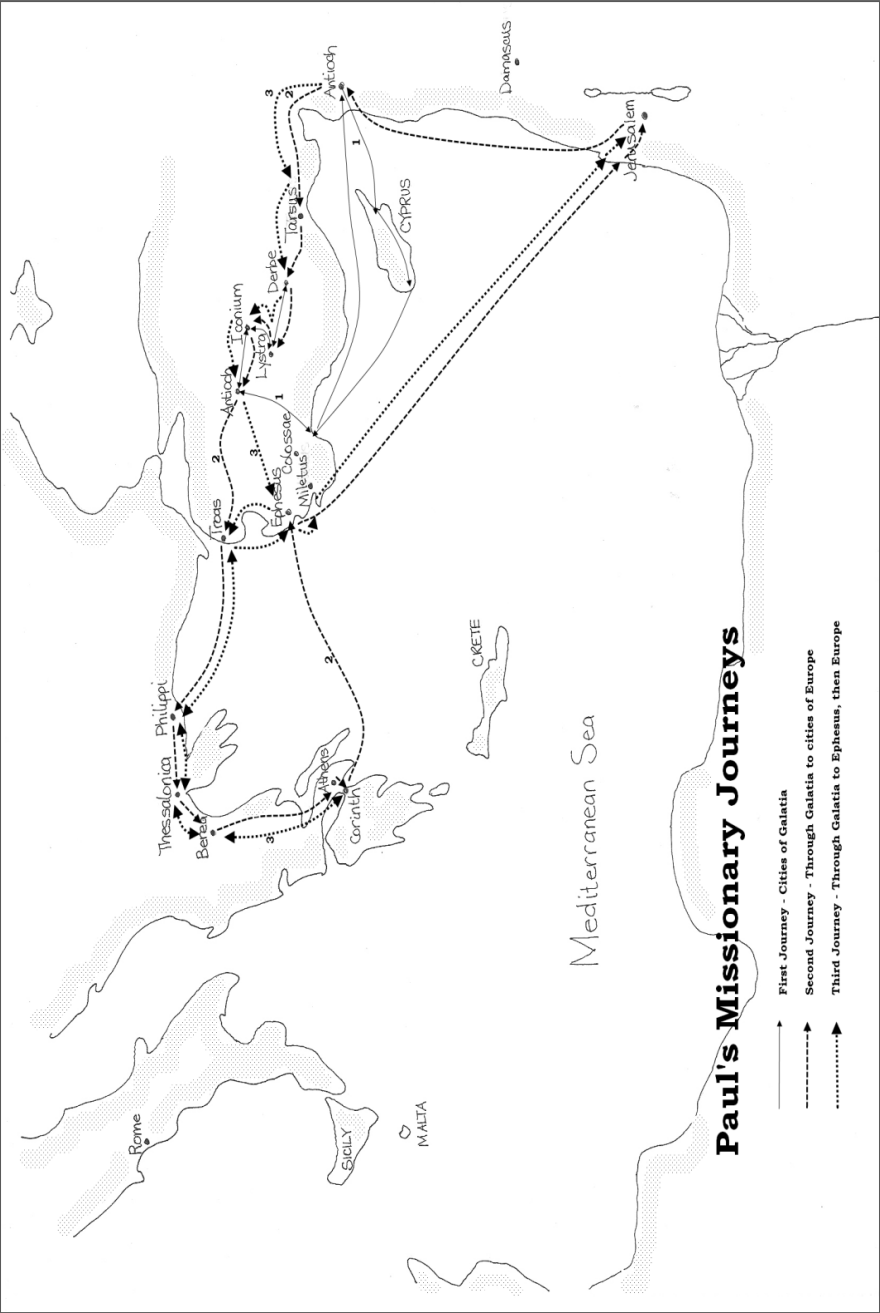 Paul's Missionary Journeys
First Journey - Cities of Galatia
Second Journey - Through Galatia to cities of Europe
Third Journey - Through Galatia to Ephesus, then Europe
Rome
SICILY
MALTA
Thessalonica
Philippi
Berea
Athens
Corinth
3
2
CRETE
Mediterranean Sea
Troas
2
Ephesus
Miletus
Colossae
3
Antioch
1
Iconium
Lystra
Derbe
Tarsus
CYPRUS
1
2
3
Antioch
Damascus
Jerusalem